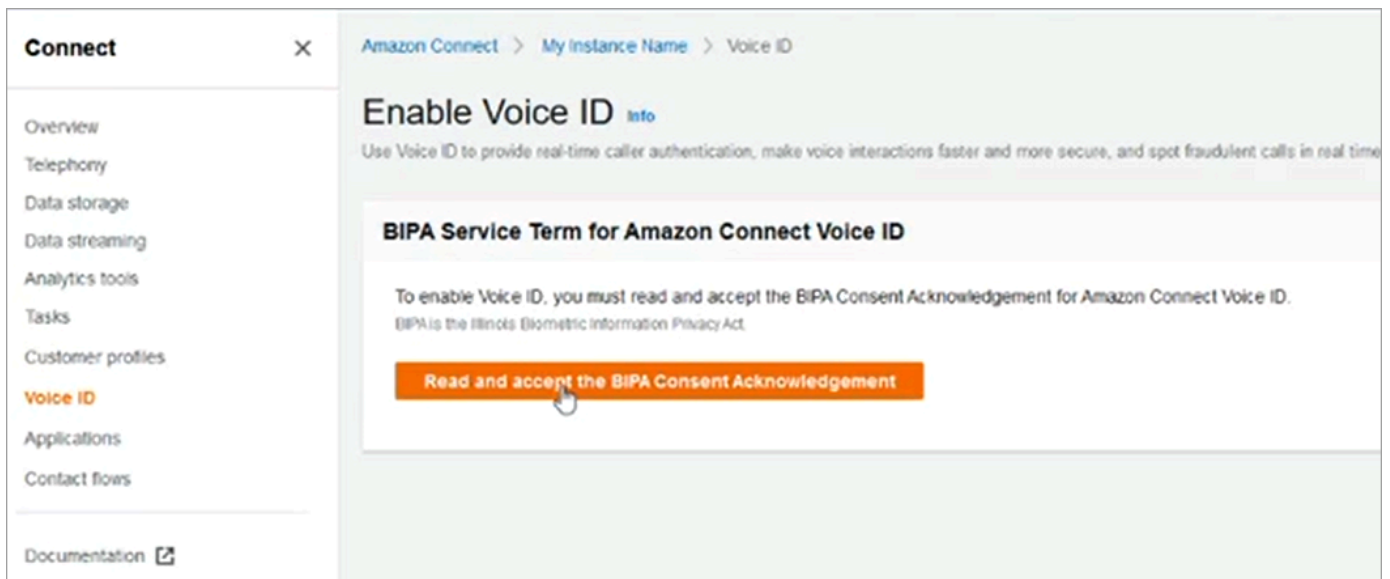 Connect
Overview
Telephony
Data storage
Data streaming
Analytics tools
Tasks
Customer profiles
Voice ID
Applications
Contact flows
Documentation
Amazon Connect > My Instance Name > Voice ID
Enable Voice ID Info
Use Voice ID to provide real-time caller authentication, make voice interactions faster and more secure, and spot fraudulent calls in real time
BIPA Service Term for Amazon Connect Voice ID
To enable Voice ID, you must read and accept the BIPA Consent Acknowledgement for Amazon Connect Voice ID.
BIPA is the Illinois Biometric Information Privacy Act.
Read and accept the BIPA Consent Acknowledgement